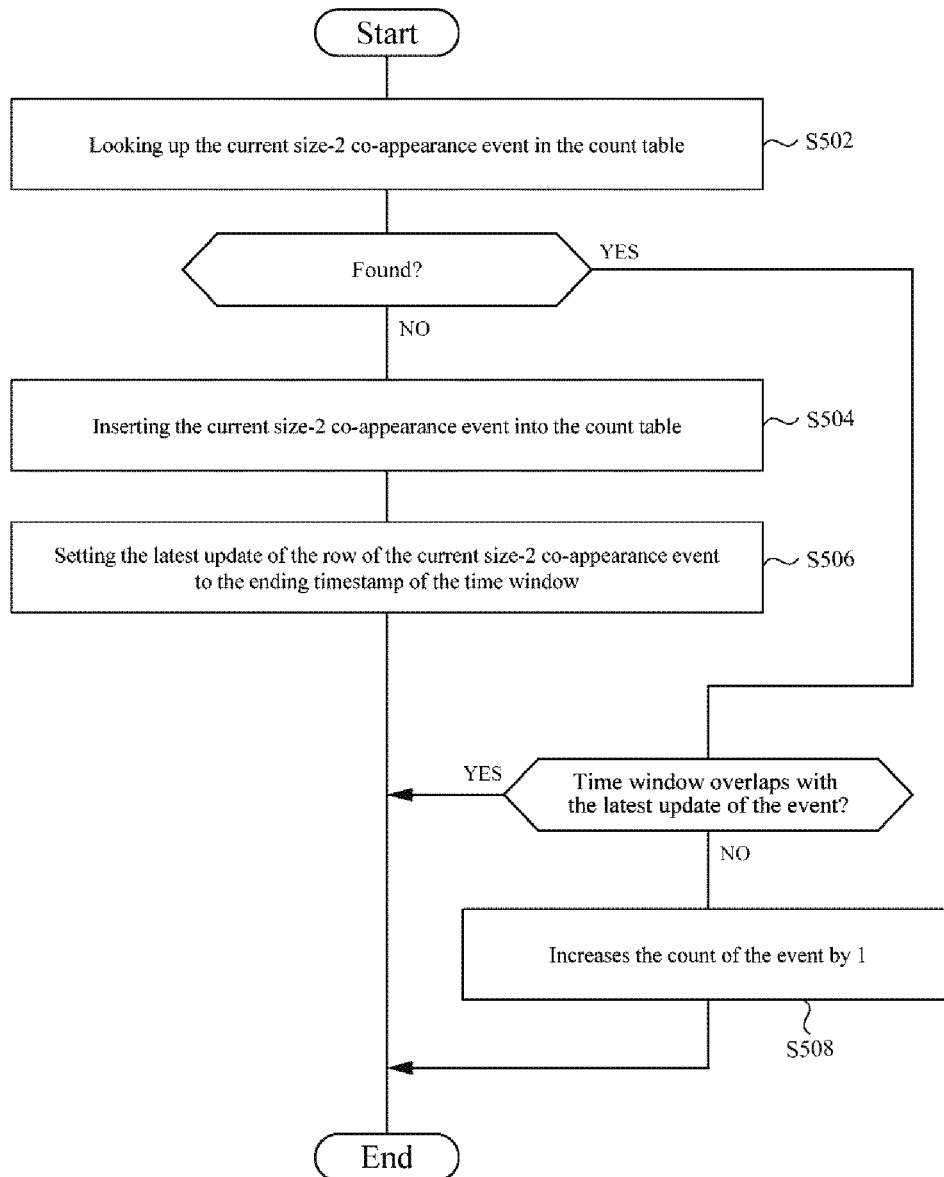 Start
Looking up the current size-2 co-appearance event in the count table
S502
Found?
YES
NO
Inserting the current size-2 co-appearance event into the count table
S504
Setting the latest update of the row of the current size-2 co-appearance event
to the ending timestamp of the time window
S506
YES
Time window overlaps with
the latest update of the event?
NO
Increases the count of the event by 1
S508
End